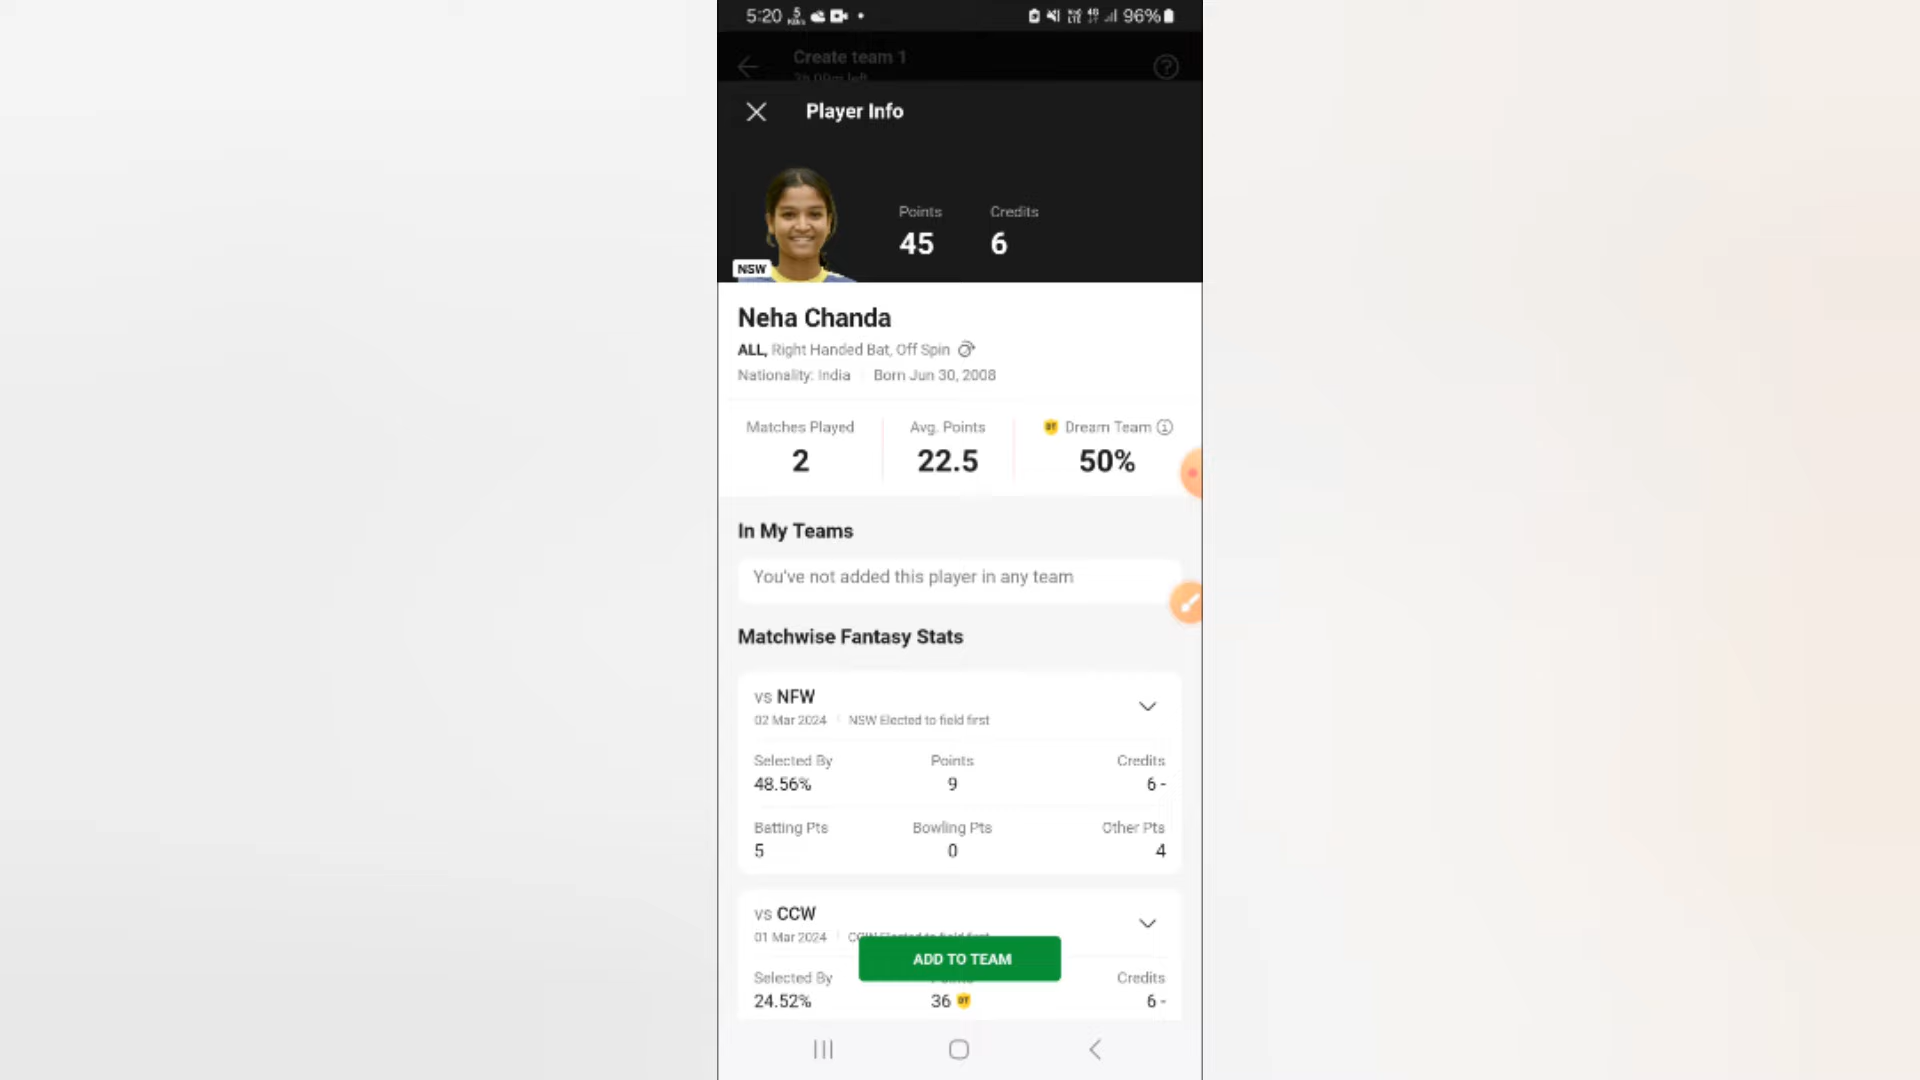 5:20
96%
Create team 1
Player Info
Points
Credits
45
6
NSW
Neha Chanda
ALL, Right Handed Bat, Off Spin
Nationality: India
Born Jun 30, 2008
Matches Played
Avg. Points
Dream Team
2
22.5
50%
In My Teams
You've not added this player in any team
Matchwise Fantasy Stats
vs NFW
02 Mar 2024
NSW Elected to field first
Selected By
Points
Credits
48.56%
9
6 -
Batting Pts
Bowling Pts
Other Pts
5
0
4
vs CCW
01 Mar 2024
ADD TO TEAM
Selected By
Credits
24.52%
36
6 -